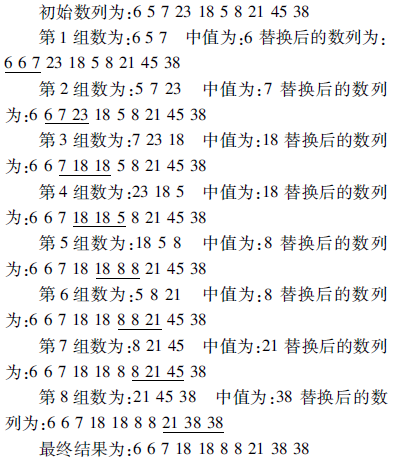 初始数列为:6 5 7 23 18 5 8 21 45 38
第 1 组数为:6 5 7 中值为:6 替换后的数列为:
6 6 7 23 18 5 8 21 45 38
第 2 组数为:5 7 23 中值为:7 替换后的数列
为:6 6 7 23 18 5 8 21 45 38
第 3 组数为:7 23 18 中值为:18 替换后的数列
为:6 6 7 18 18 5 8 21 45 38
第 4 组数为:23 18 5 中值为:18 替换后的数列
为:6 6 7 18 18 5 8 21 45 38
第 5 组数为:18 5 8 中值为:8 替换后的数列
为:6 6 7 18 18 8 8 21 45 38
第 6 组数为:5 8 21 中值为:8 替换后的数列
为:6 6 7 18 18 8 8 21 45 38
第 7 组数为:8 21 45 中值为:21 替换后的数列
为:6 6 7 18 18 8 8 21 45 38
第 8 组数为:21 45 38 中值为:38 替换后的数
列为:6 6 7 18 18 8 8 21 38 38
最终结果为:6 6 7 18 18 8 8 21 38 38